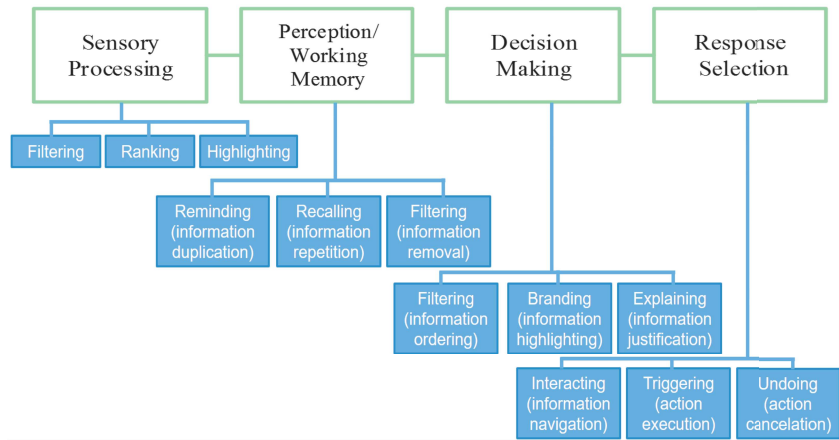 Sensory
Processing
Perception/
Working
Memory
Decision
Making
Response
Selection
Filtering
Ranking
Highlighting
Reminding
(information
duplication)
Recalling
(information
repetition)
Filtering
(information
removal)
Filtering
(information
ordering)
Branding
(information
highlighting)
Explaining
(information
justification)
Interacting
(information
navigation)
Triggering
(action
execution)
Undoing
(action
cancelation)